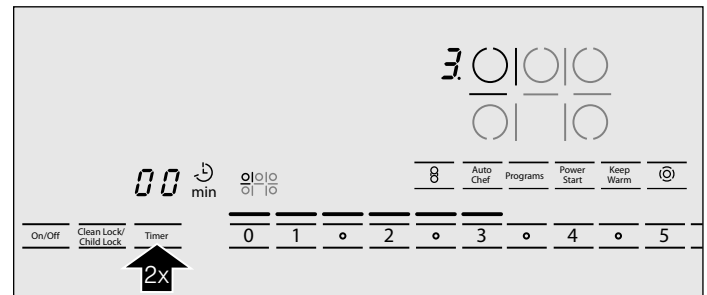 3.
00 min
8 Auto Chef Programs Power Start Keep Warm
On/Off Clean Lock/ Child Lock Timer 0 1 2 3 4 5
2x